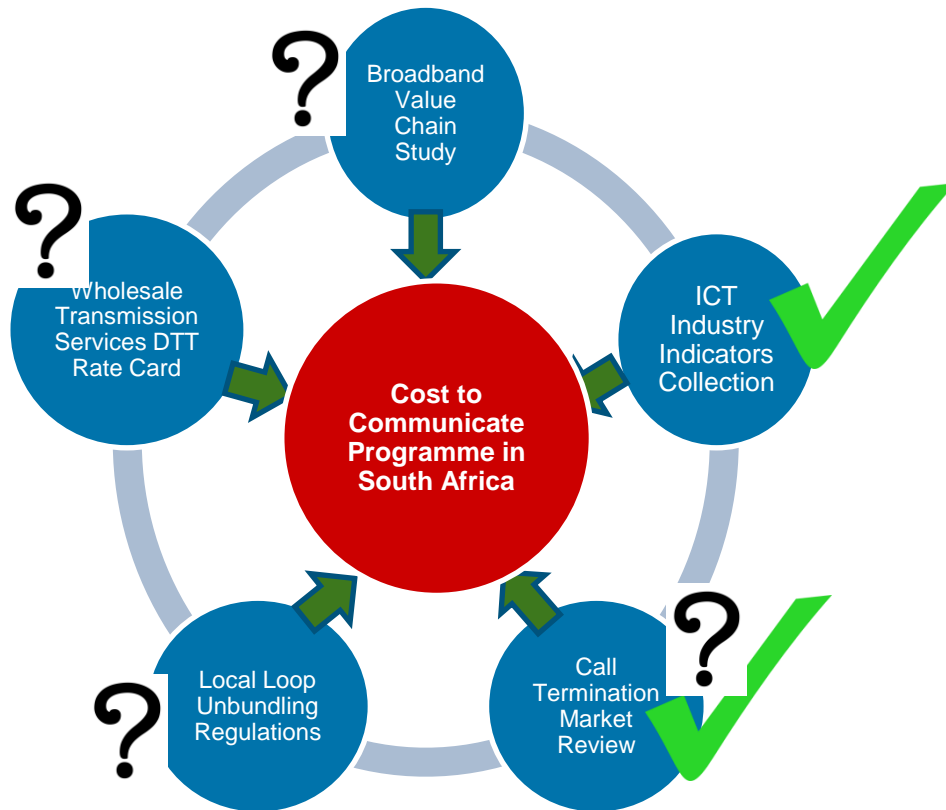 ?
Broadband
Value
Chain
Study
?
Wholesale
Transmission
Services DTT
Rate Card
ICT
Industry
Indicators
Collection
Cost to
Communicate
Programme in
South Africa
?
Local Loop
Unbundling
Regulations
?
Call
Termination
Market
Review